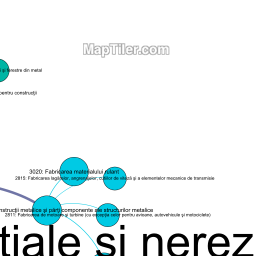 MapTiler.com
și ferestre din metal
pentru construcții
3020: Fabricarea materialului rulant
2815: Fabricarea lagărelor, angrenajelor, cutiilor de viteză și a elementelor mecanice de transmisie
construcții metalice și părți componente ale structurilor metalice
2811: Fabricarea de motoare și turbine (cu excepția celor pentru avioane, autovehicule și motociclete)
țiale și nerez